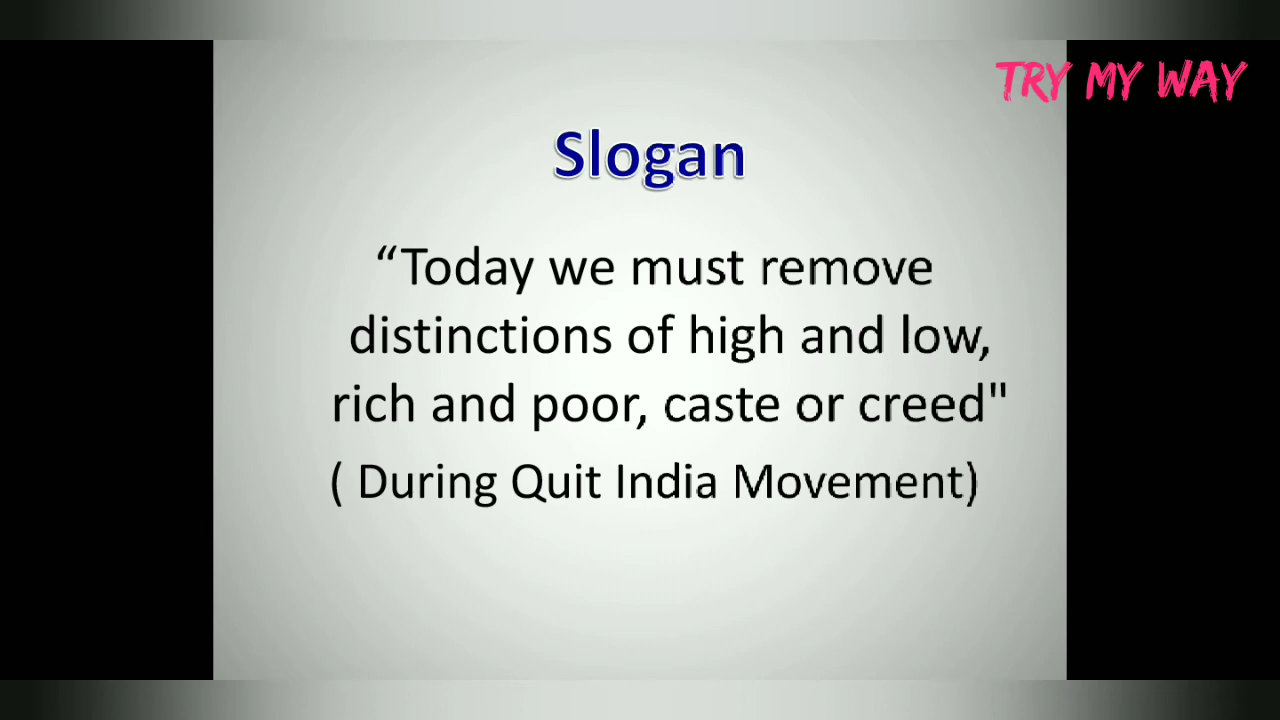 TRY MY WAY
Slogan
“Today we must remove
distinctions of high and low,
rich and poor, caste or creed"
( During Quit India Movement)